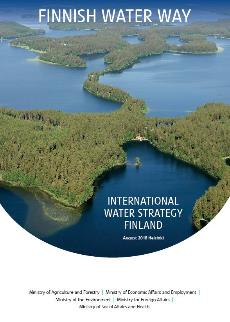 FINNISH WATER WAY
INTERNATIONAL
WATER STRATEGY
FINLAND
August 2018 Helsinki
Ministry of Agriculture and Forestry | Ministry of Economic Affairs and Employment |
Ministry of the Environment | Ministry for Foreign Affairs |
Ministry of Social Affairs and Health